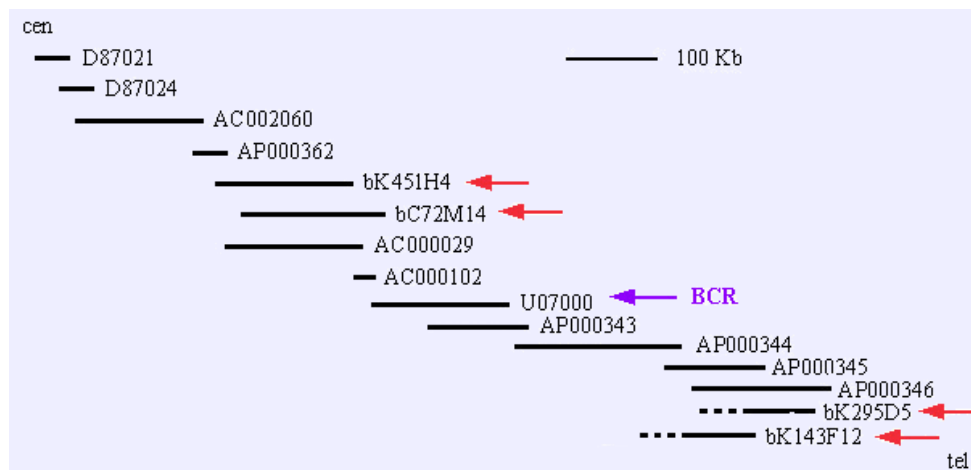 cen
D87021
100 Kb
D87024
AC002060
AP000362
bK451H4
bC72M14
AC000029
AC000102
U07000 BCR
AP000343
AP000344
AP000345
AP000346
bK295D5
bK143F12
tel